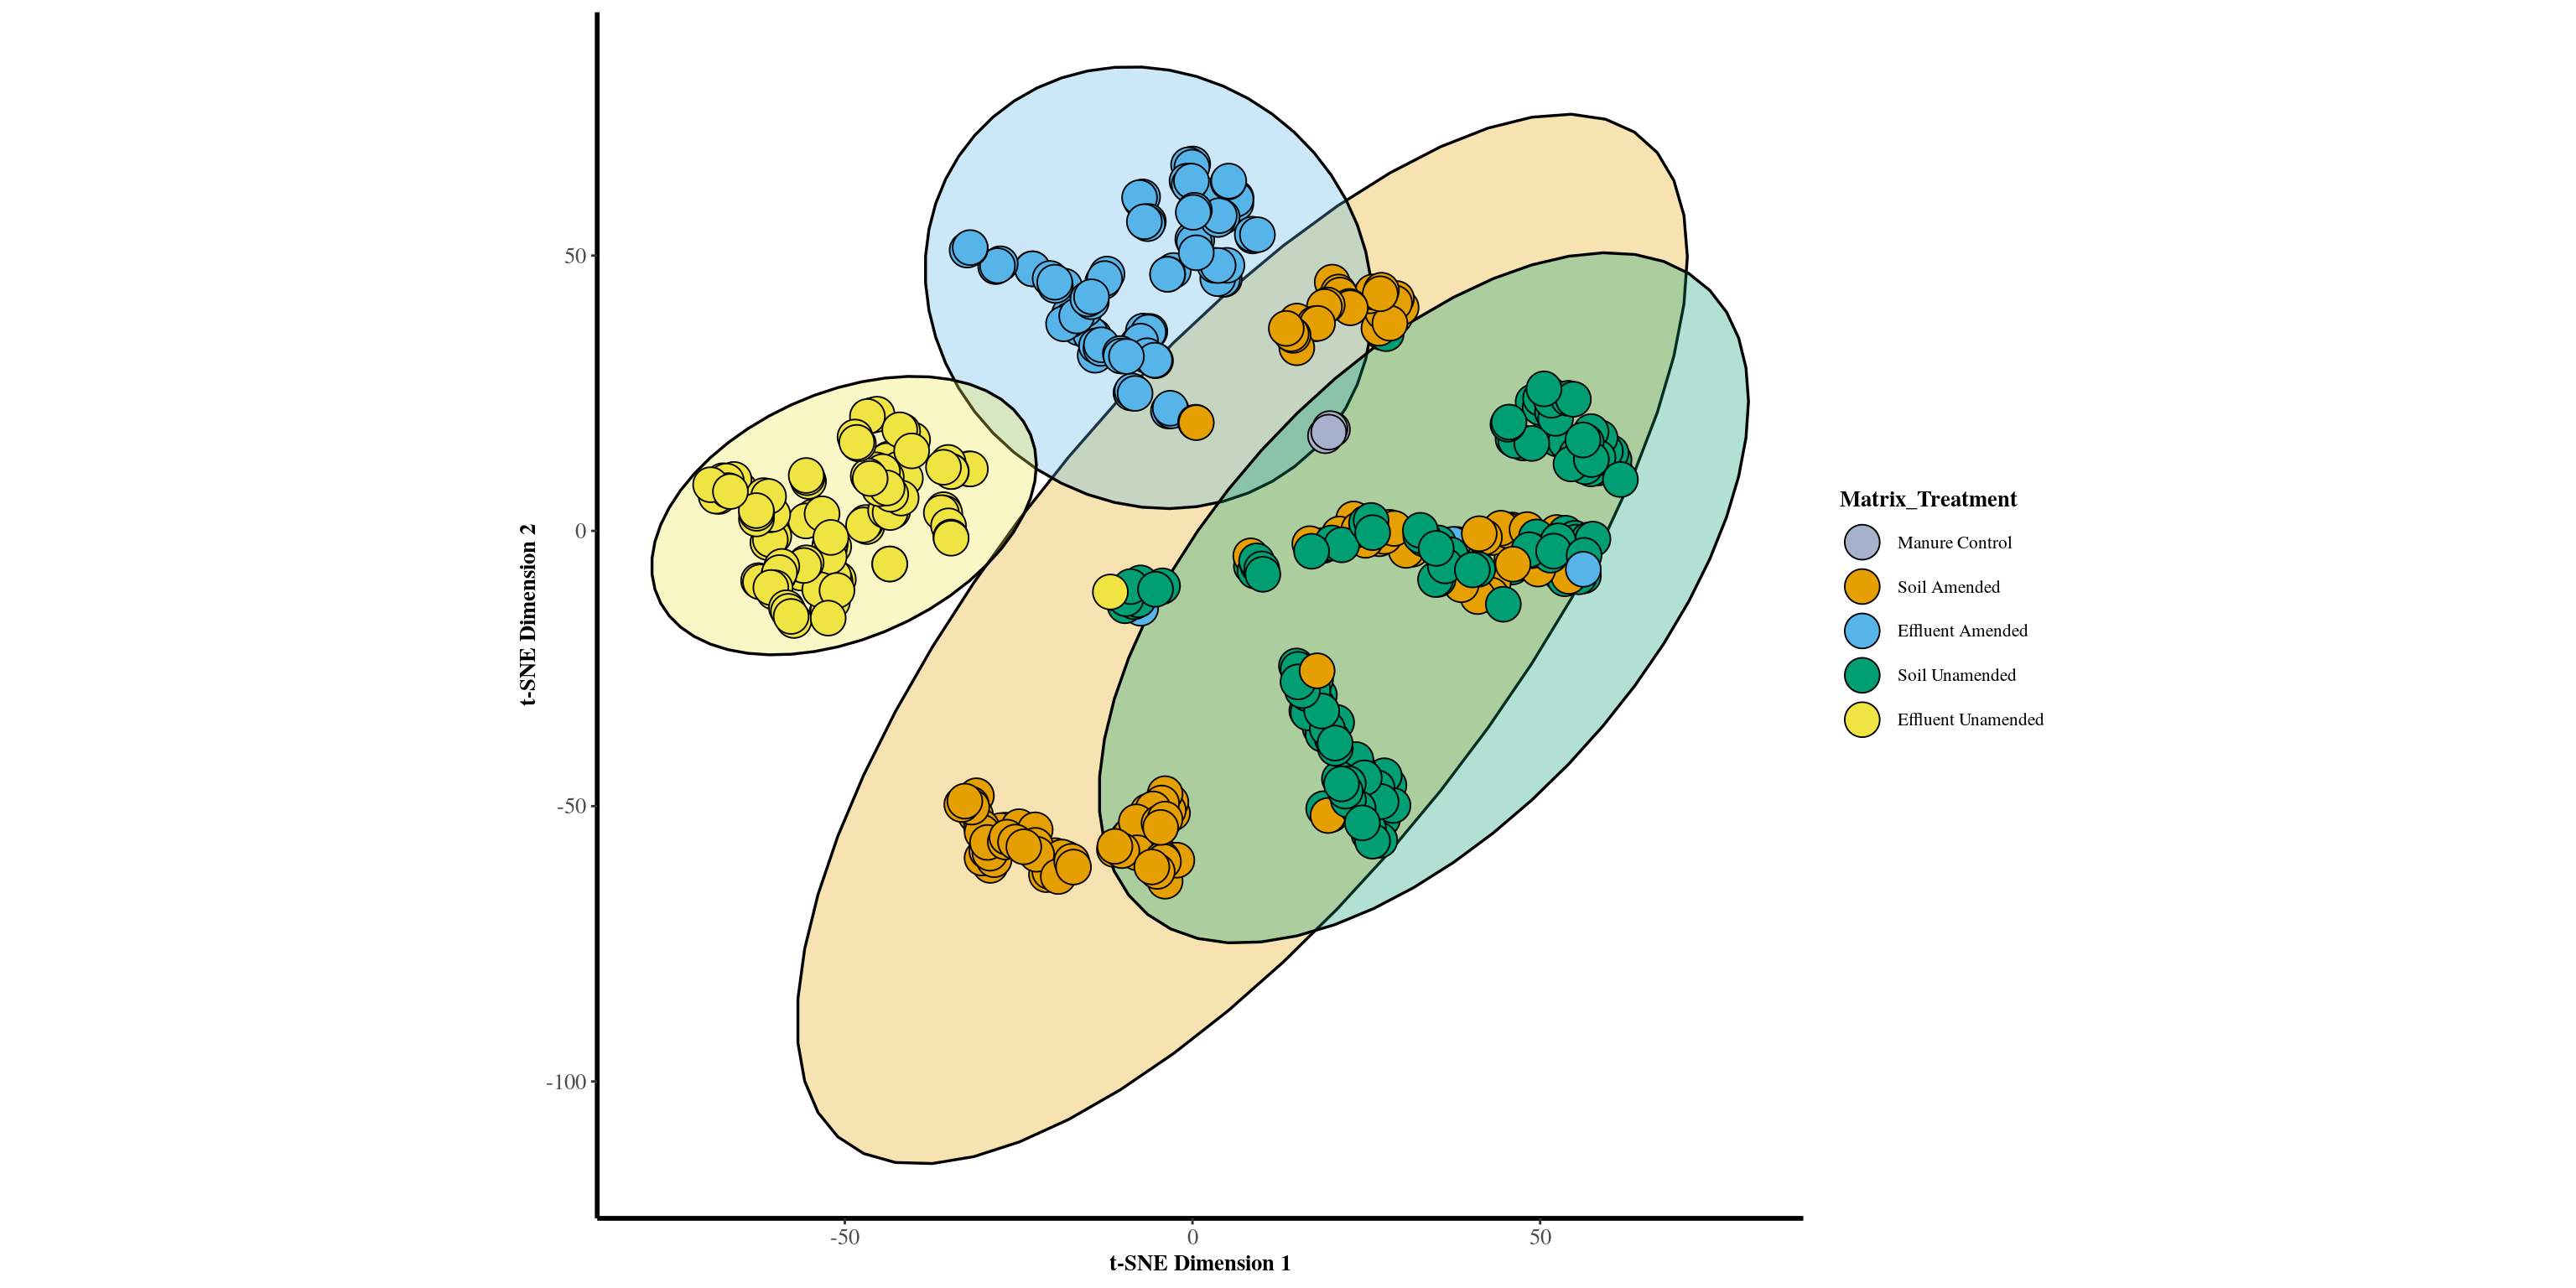 50
0
-50
-100
t-SNE Dimension 2
-50
0
50
t-SNE Dimension 1
Matrix_Treatment
Manure Control
Soil Amended
Effluent Amended
Soil Unamended
Effluent Unamended